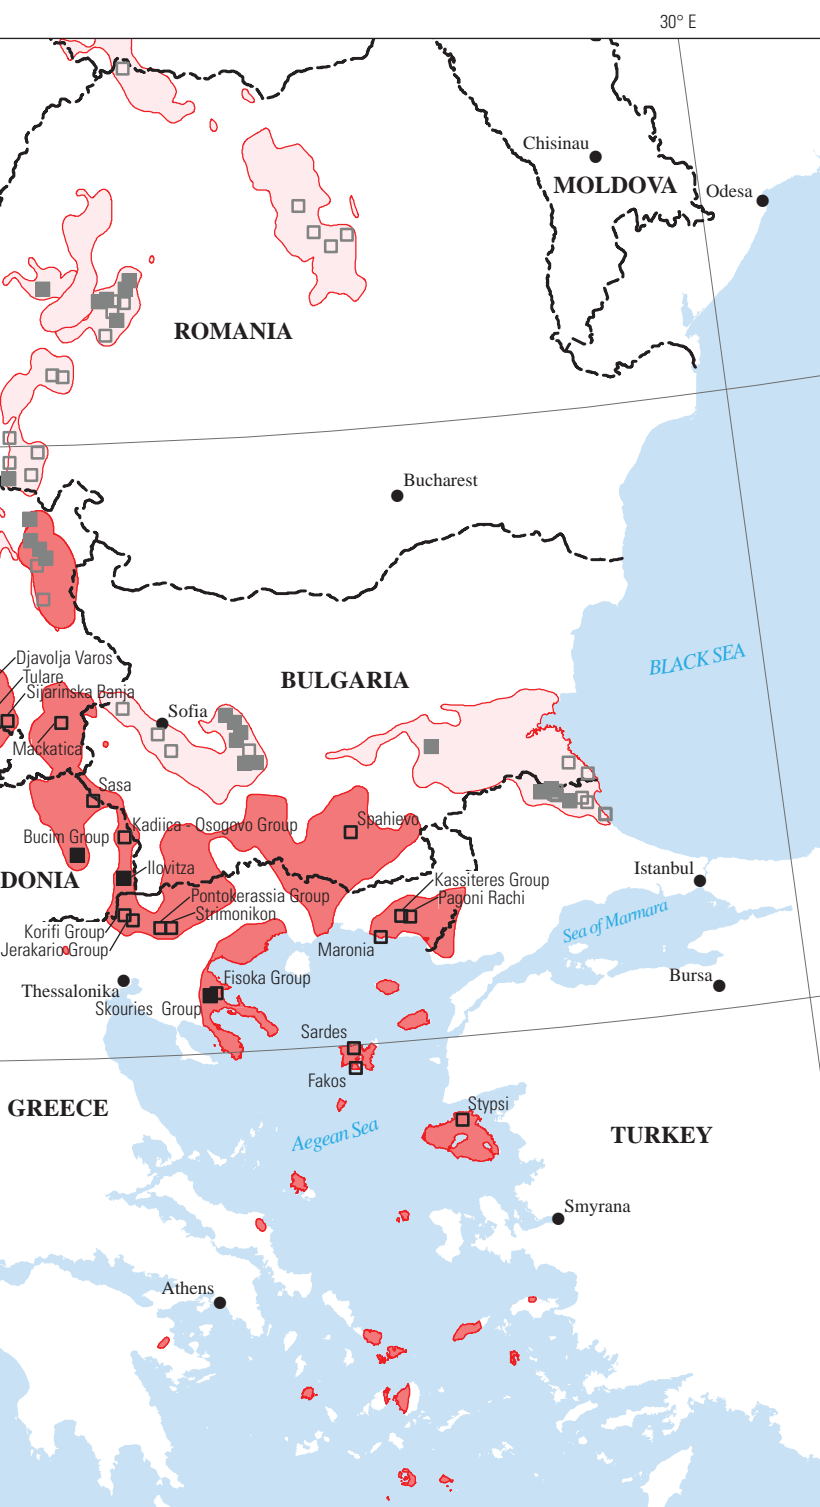 30° E
Chisinau
MOLDOVA
Odesa
ROMANIA
Bucharest
Djavolja Varos
Tulare
Sijarinska Banja
BLACK SEA
BULGARIA
Sofia
Mackatica
Sasa
Kadiica - Osogovo Group
Spahievo
Bucim Group
Ilovitza
DONIA
Istanbul
Kassiteres Group
Pontokerassia Group
Pagoni Rachi
Strimonikon
Sea of Marmara
Korifi Group
Jerakario Group
Maronia
Fisoka Group
Bursa
Thessalonika
Skouries Group
Sardes
Fakos
GREECE
Stypsi
Aegean Sea
TURKEY
Smyrana
Athens